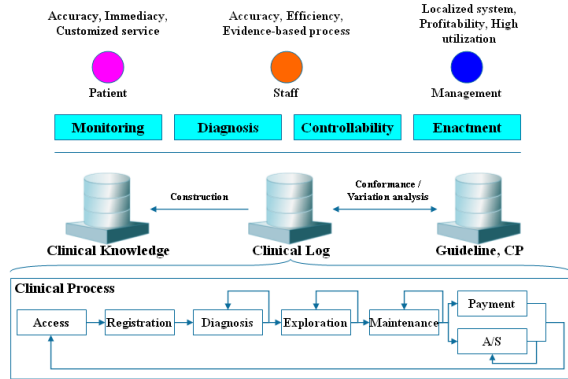 Accuracy, Immediacy,
Customized service
Accuracy, Efficiency,
Evidence-based process
Localized system,
Profitability, High
utilization
Patient
Staff
Management
Monitoring
Diagnosis
Controllability
Enactment
Construction
Conformance /
Variation analysis
Clinical Knowledge
Clinical Log
Guideline, CP
Clinical Process
Access
Registration
Diagnosis
Exploration
Maintenance
Payment
A/S